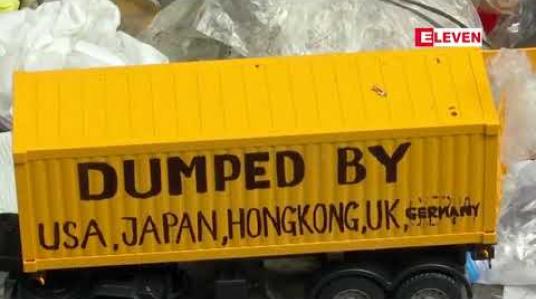 ELEVEN
DUMPED BY
USA, JAPAN, HONGKONG, UK, GERMANY